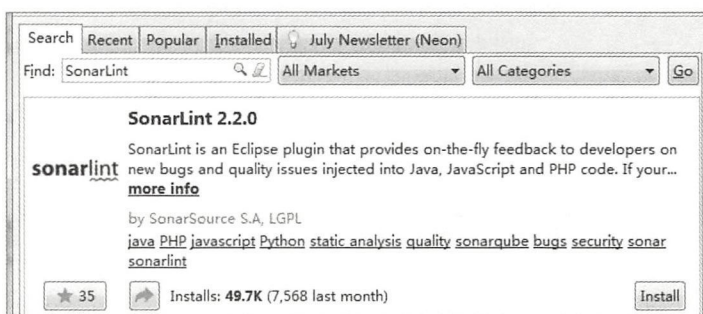 Search Recent Popular Installed July Newsletter (Neon)
Find: SonarLint All Markets All Categories Go
SonarLint 2.2.0
SonarLint is an Eclipse plugin that provides on-the-fly feedback to developers on
sonarlint new bugs and quality issues injected into Java, JavaScript and PHP code. If your...
more info
by SonarSource S.A, LGPL
java PHP javascript Python static analysis quality sonarqube bugs security sonar
sonarlint
35 Installs: 49.7K (7,568 last month) Install